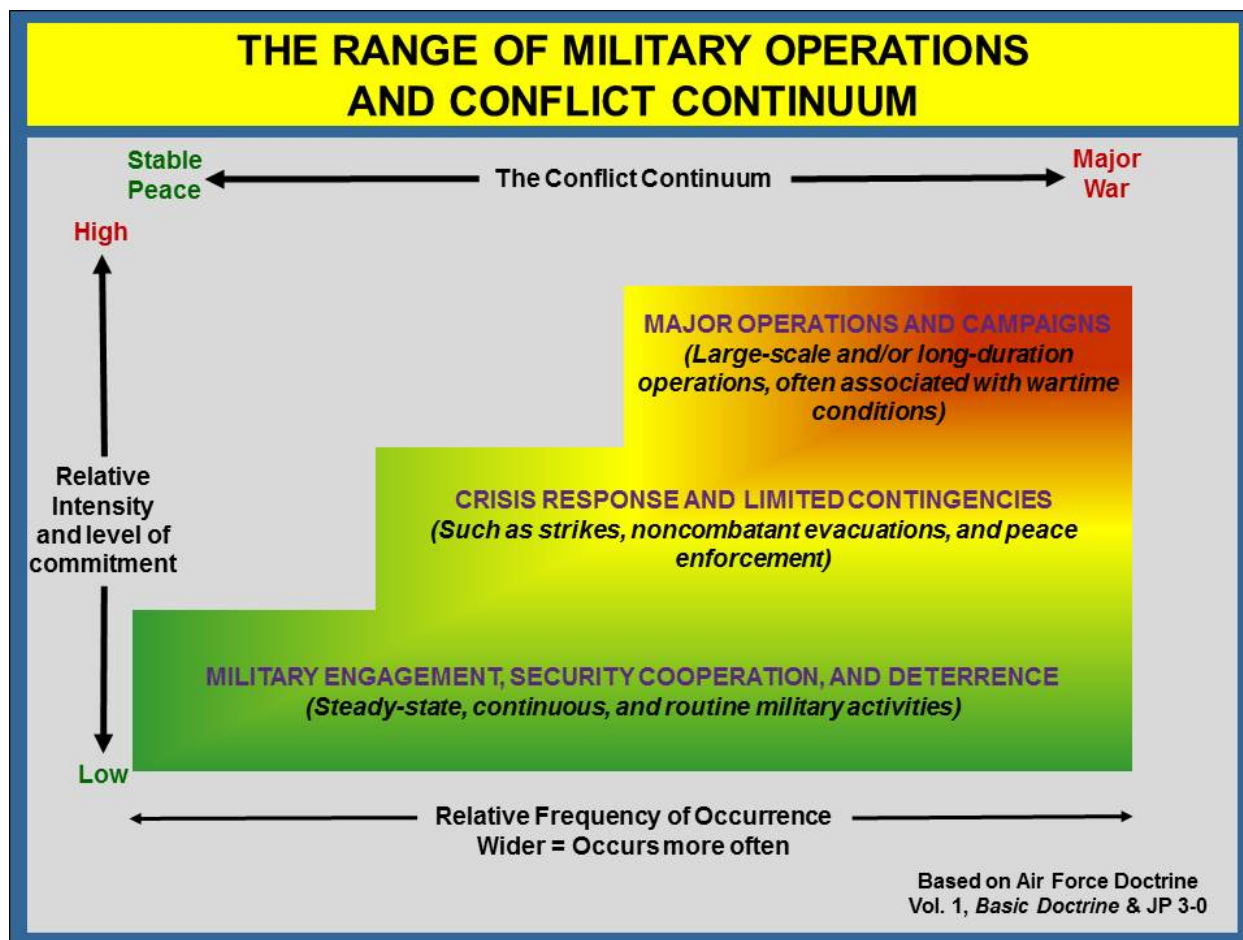 THE RANGE OF MILITARY OPERATIONS
AND CONFLICT CONTINUUM
Stable
Peace
The Conflict Continuum
Major
War
High
MAJOR OPERATIONS AND CAMPAIGNS
(Large-scale and/or long-duration
operations, often associated with wartime
conditions)
Relative
Intensity
and level of
commitment
CRISIS RESPONSE AND LIMITED CONTINGENCIES
(Such as strikes, noncombatant evacuations, and peace
enforcement)
MILITARY ENGAGEMENT, SECURITY COOPERATION, AND DETERRENCE
(Steady-state, continuous, and routine military activities)
Low
Relative Frequency of Occurrence
Wider = Occurs more often
Based on Air Force Doctrine
Vol. 1, Basic Doctrine & JP 3-0